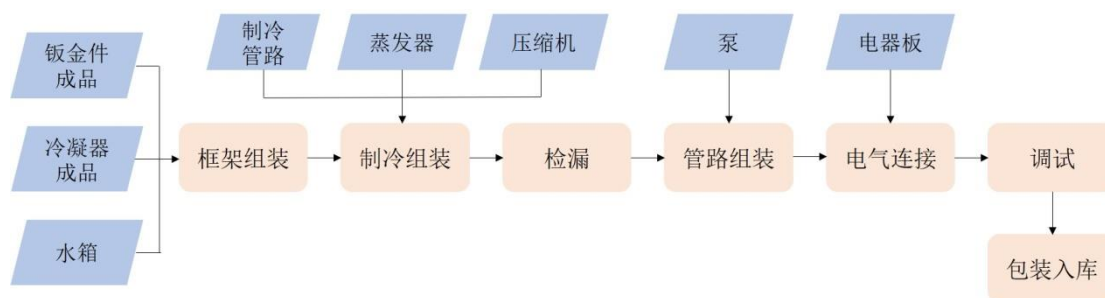 钣金件
成品
冷凝器
成品
水箱
制冷
管路
蒸发器
压缩机
泵
电器板
框架组装
制冷组装
检漏
管路组装
电气连接
调试
包装入库